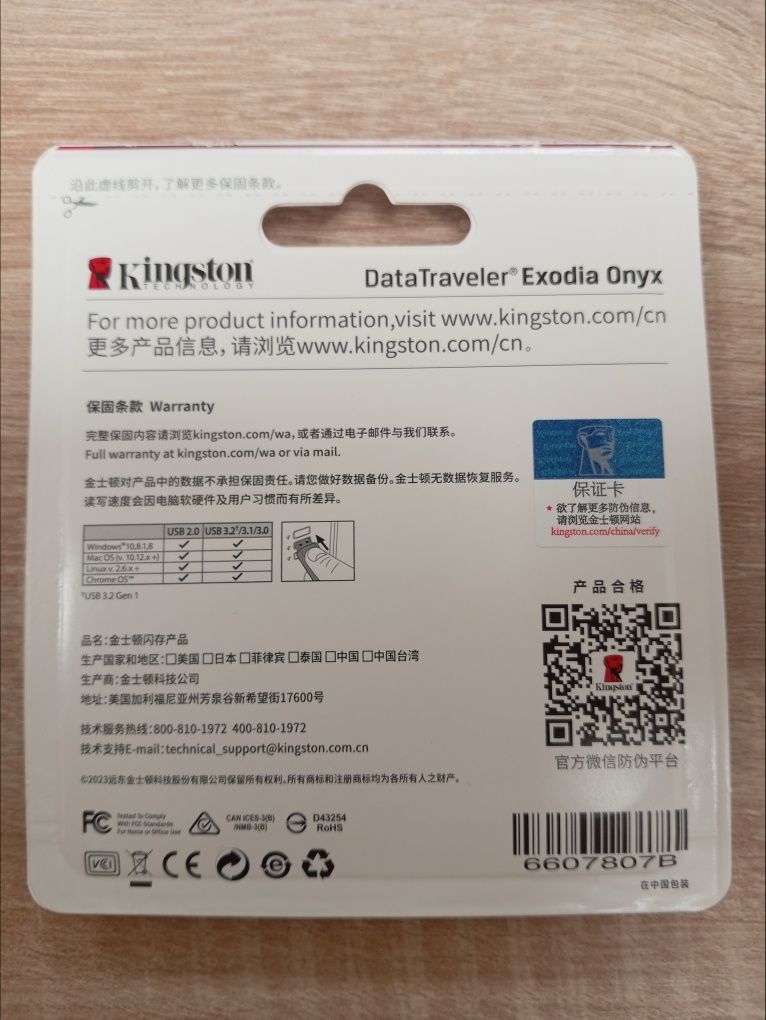 沿此虚线剪开，了解更多保固条款。
Kingston
TECHNOLOGY
DataTraveler® Exodia Onyx
For more product information,visit www.kingston.com/cn
更多产品信息，请浏览www.kingston.com/cn。
保固条款 Warranty
完整保固内容请浏览kingston.com/wa，或者通过电子邮件与我们联系。
Full warranty at kingston.com/wa or via mail.
金士顿对产品中的数据不承担保固责任。请您做好数据备份。金士顿无数据恢复服务。
读写速度会因电脑软硬件及用户习惯而有所差异。
保证卡
★ 欲了解更多防伪信息，
请浏览金士顿网站
kingston.com/china/verify
USB 2.0 USB 3.2†/3.1/3.0
Windows®10,8.1,8 ✓ ✓
Mac OS (v. 10.12.x +) ✓ ✓
Linux v. 2.6.x + ✓ ✓
Chrome OS™ ✓ ✓
†USB 3.2 Gen 1
产品合格
Kingston
官方微信防伪平台
品名：金士顿闪存产品
生产国家和地区：□美国 □日本 □菲律宾 □泰国 □中国 □中国台湾
生产商：金士顿科技公司
地址：美国加利福尼亚州芳泉谷新希望街17600号
技术服务热线：800-810-1972 400-810-1972
技术支持E-mail：technical_support@kingston.com.cn
©2023远东金士顿科技股份有限公司保留所有权利。所有商标和注册商标均为各所有人之财产。
FC
Tested To Comply
With FCC Standards
For Home or Office Use
CAN ICES-3(B)
/NMB-3(B)
D43254
RoHS
VCI
CE
e
6607807B
在中国包装